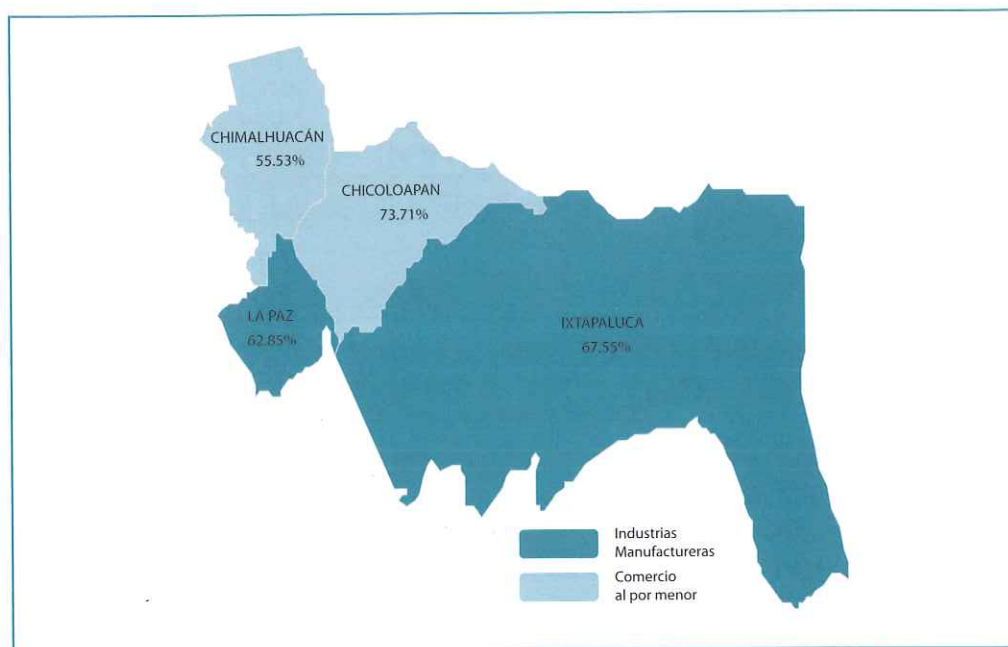 CHIMALHUACÁN
55.53%
CHICOLOAPAN
73.71%
LA PAZ
62.85%
IXTAPALUCA
67.55%
Industrias
Manufactureras
Comercio
al por menor